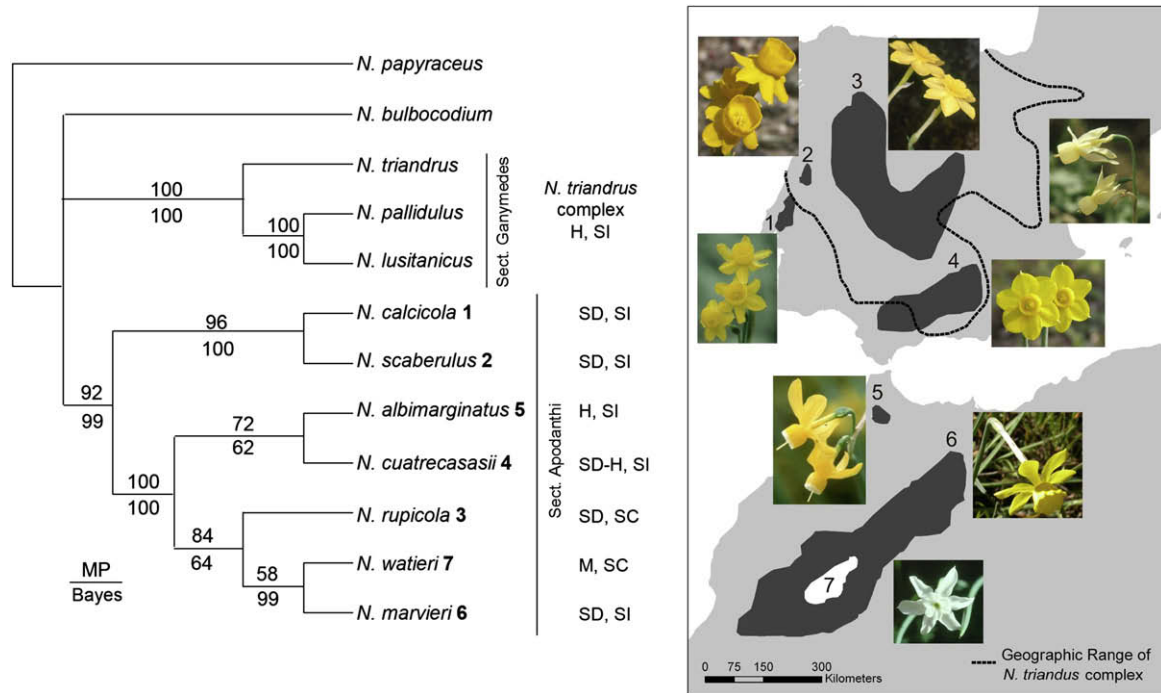 N. papyraceus
N. bulbocodium
N. triandrus
100
100
N. pallidulus
100
100
N. lusitanicus
Sect. Ganymedes
N. triandrus
complex
H, SI
N. calcicola 1
SD, SI
96
100
N. scaberulus 2
SD, SI
92
99
N. albimarginatus 5
H, SI
72
62
N. cuatrecasasii 4
SD-H, SI
100
100
N. rupicola 3
SD, SC
84
64
N. watieri 7
M, SC
58
99
N. marvieri 6
SD, SI
Sect. Apodanthi
MP
Bayes
3
2
1
4
5
6
7
0 75 150 300
Kilometers
Geographic Range of
N. triandus complex